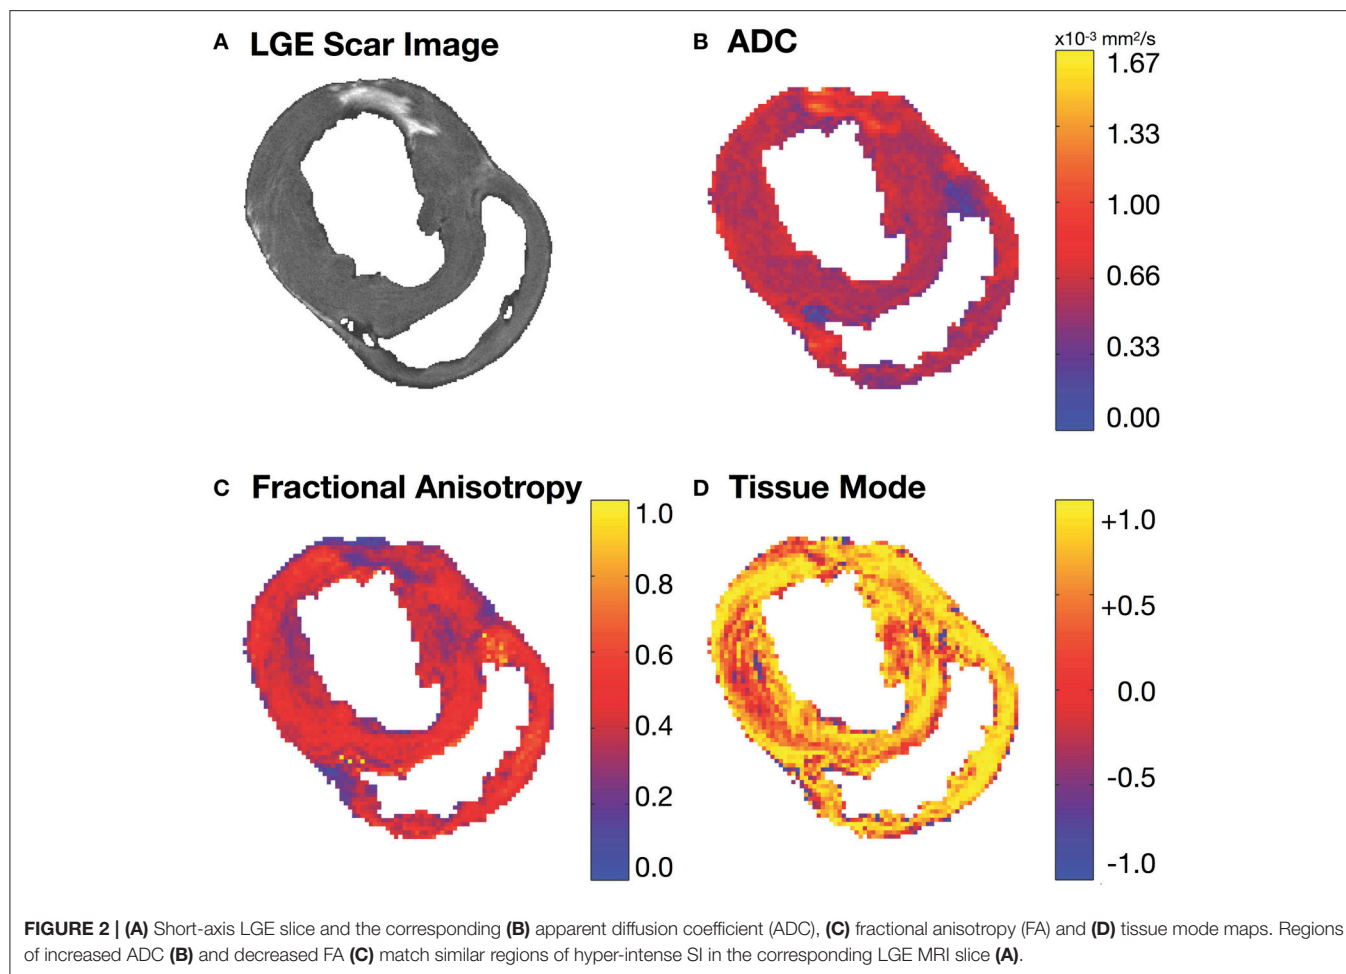 A LGE Scar Image
B ADC
x10⁻³ mm²/s
1.67
1.33
1.00
0.66
0.33
0.00
C Fractional Anisotropy
1.0
0.8
0.6
0.4
0.2
0.0
D Tissue Mode
+1.0
+0.5
0.0
-0.5
-1.0
FIGURE 2 | (A) Short-axis LGE slice and the corresponding (B) apparent diffusion coefficient (ADC), (C) fractional anisotropy (FA) and (D) tissue mode maps. Regions
of increased ADC (B) and decreased FA (C) match similar regions of hyper-intense SI in the corresponding LGE MRI slice (A).